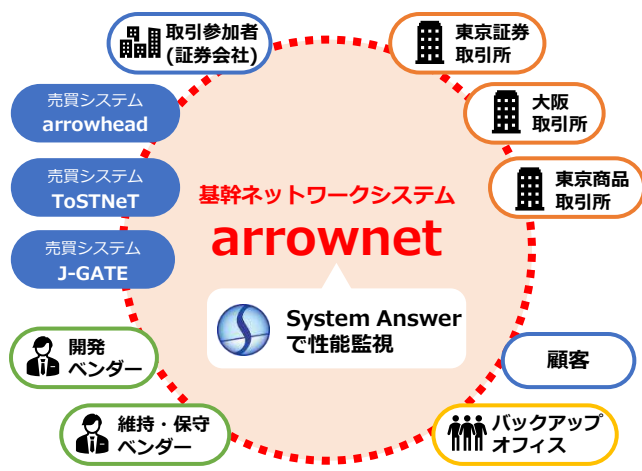 取引参加者
(証券会社)
東京証券
取引所
売買システム
arrowhead
大阪
取引所
売買システム
ToSTNeT
東京商品
取引所
基幹ネットワークシステム
arrownet
売買システム
J-GATE
System Answer
で性能監視
開発
ベンダー
顧客
維持・保守
ベンダー
バックアップ
オフィス